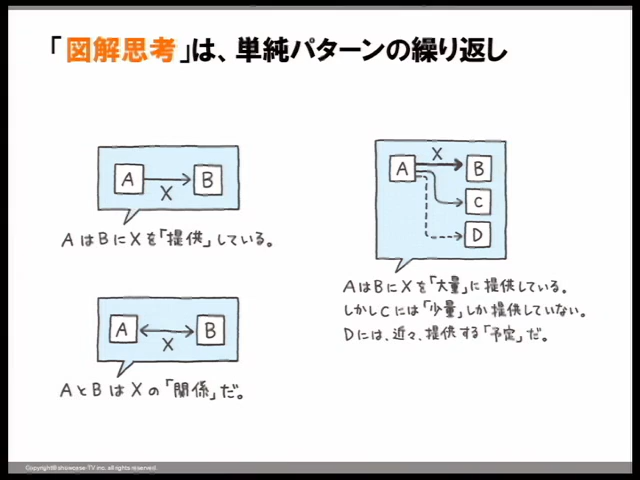 「図解思考」は、単純パターンの繰り返し
A
X
B
AはBにXを「提供」している。
A
X
B
AとBはXの「関係」だ。
A
X
B
C
D
AはBにXを「大量」に提供している。
しかしCには「少量」しか提供していない。
Dには、近々、提供する「予定」だ。
Copyright© showcase-TV inc. all rights reserved.